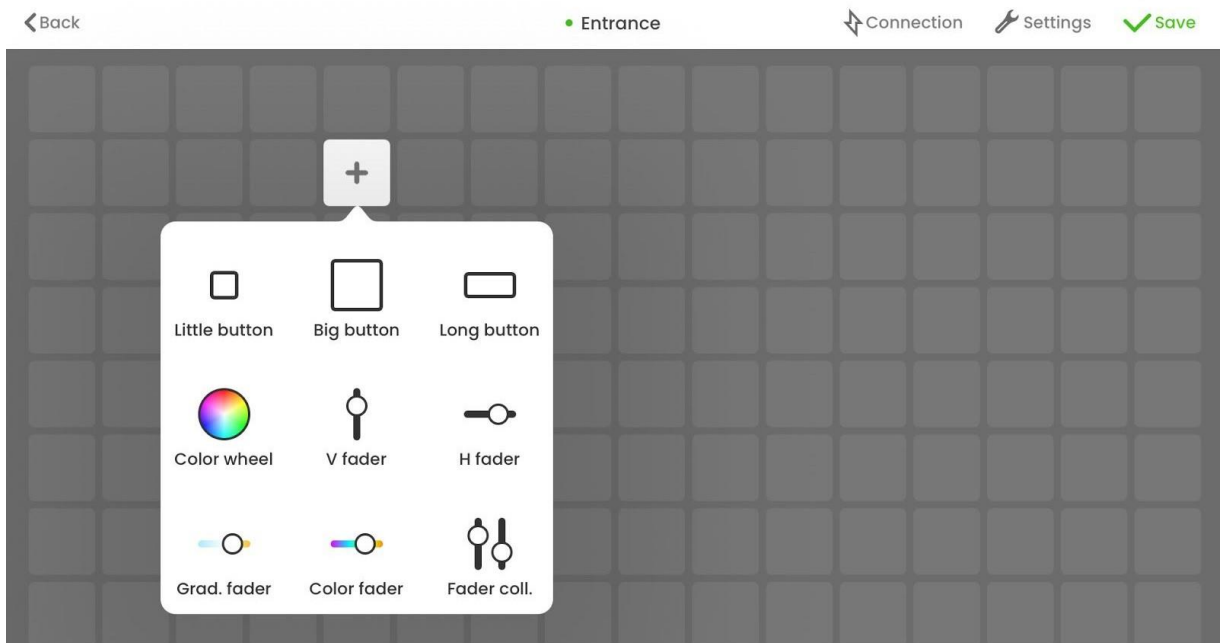 Back
Entrance
Connection
Settings
Save
Little button
Big button
Long button
Color wheel
V fader
H fader
Grad. fader
Color fader
Fader coll.